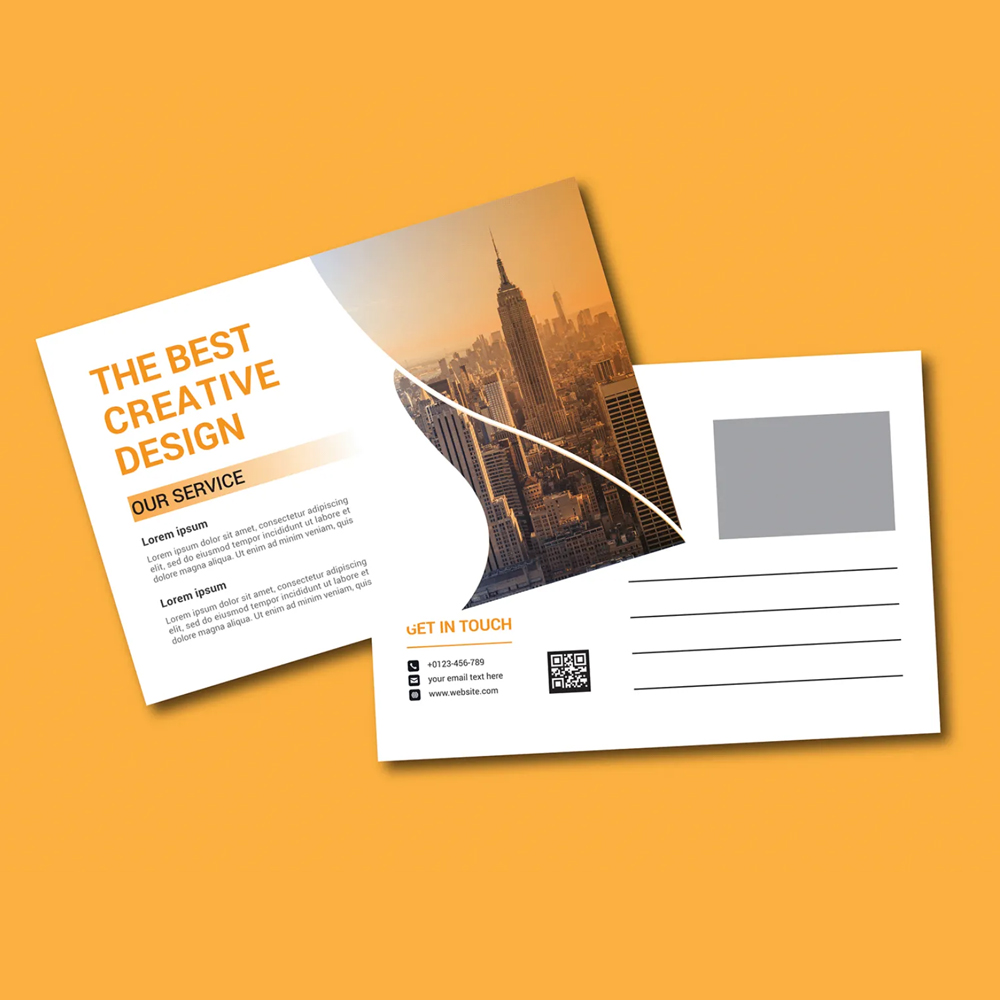 THE BEST
CREATIVE
DESIGN
OUR SERVICE
Lorem ipsum
Lorem ipsum dolor sit amet, consectetur adipiscing
elit, sed do eiusmod tempor incididunt ut labore et
dolore magna aliqua. Ut enim ad minim veniam, quis
Lorem ipsum
Lorem ipsum dolor sit amet, consectetur adipiscing
elit, sed do eiusmod tempor incididunt ut labore et
dolore magna aliqua. Ut enim ad minim veniam, quis
GET IN TOUCH
+0123-456-789
your email text here
www.website.com